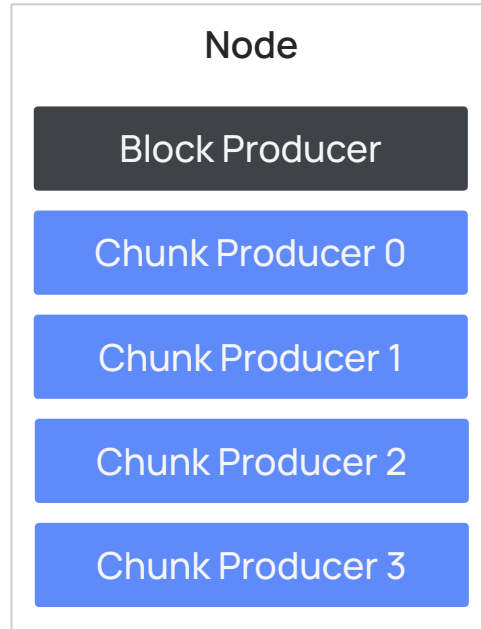 Node
Block Producer
Chunk Producer 0
Chunk Producer 1
Chunk Producer 2
Chunk Producer 3